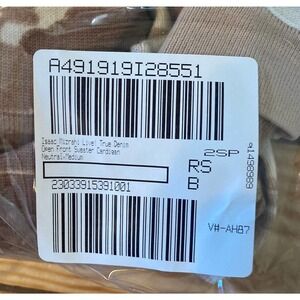 A491919I28551
Isaac Mizrahi Live! True Denim
Open Front Sweater Cardigan
Neutral,Medium
2SP
RS
B
23033915391001
V#-AH87